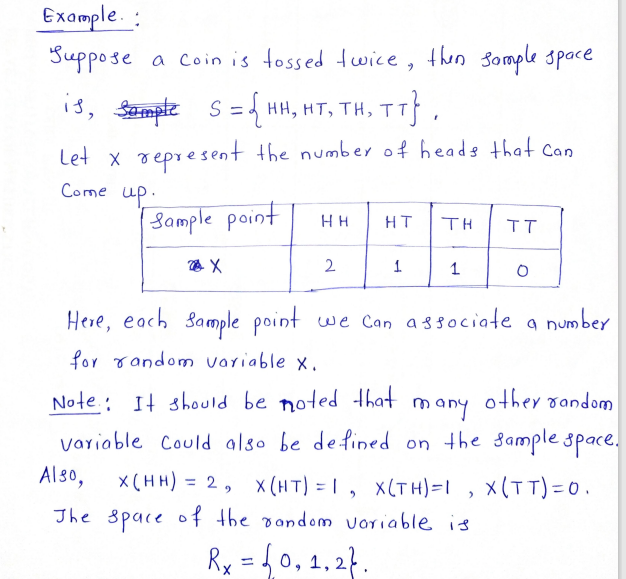 Example. :
Suppose a coin is tossed twice, then sample space
is, Sample S = { HH, HT, TH, TT }.
Let X represent the number of heads that can
Come up.
Sample point HH HT TH TT
X 2 1 1 0
Here, each sample point we can associate a number
for random variable X.
Note : It should be noted that many other random
variable could also be defined on the sample space.
Also, X(HH) = 2, X(HT) = 1, X(TH)=1, X(TT)=0.
The space of the random variable is
Rx = {0, 1, 2}.